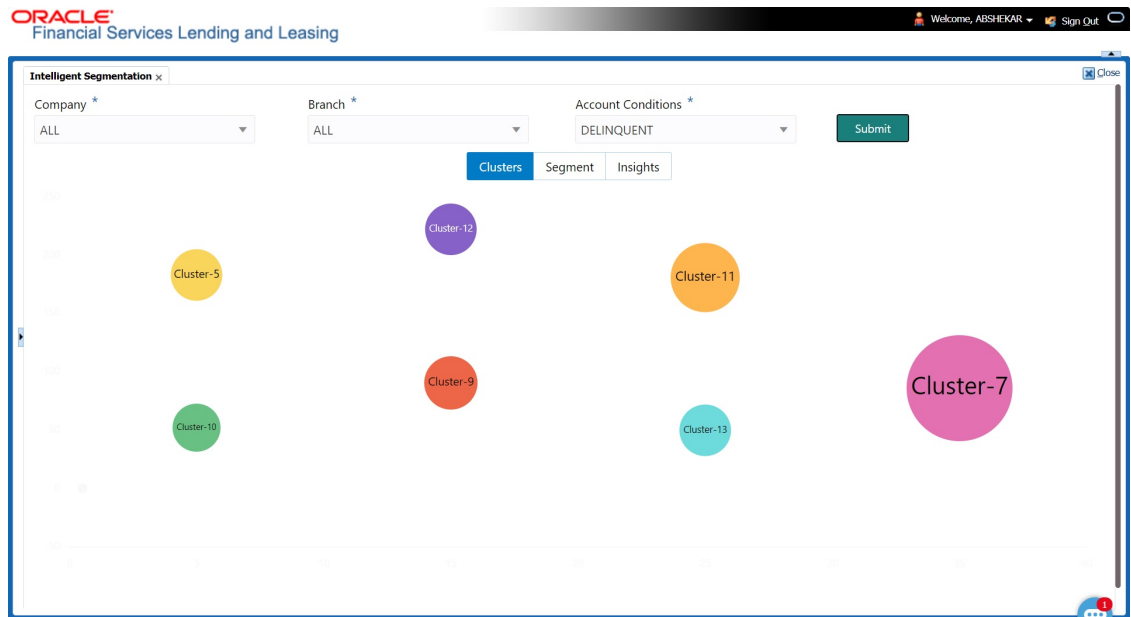 ORACLE
Financial Services Lending and Leasing
Welcome, ABSHEKAR
Sign Out
Intelligent Segmentation x
Close
Company *
Branch *
Account Conditions *
ALL
ALL
DELINQUENT
Submit
Clusters
Segment
Insights
Cluster-12
Cluster-5
Cluster-11
Cluster-7
Cluster-9
Cluster-10
Cluster-13
1